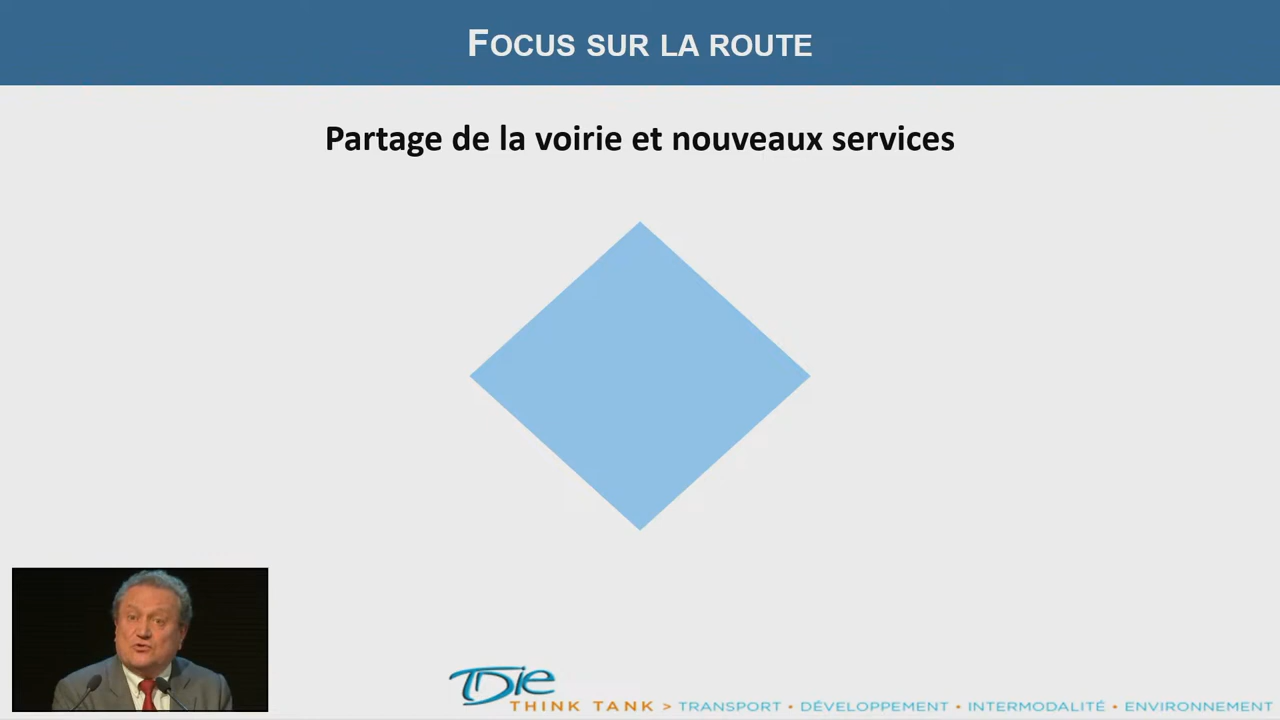 FOCUS SUR LA ROUTE
Partage de la voirie et nouveaux services
TDie
THINK TANK > TRANSPORT • DÉVELOPPEMENT • INTERMODALITÉ • ENVIRONNEMENT